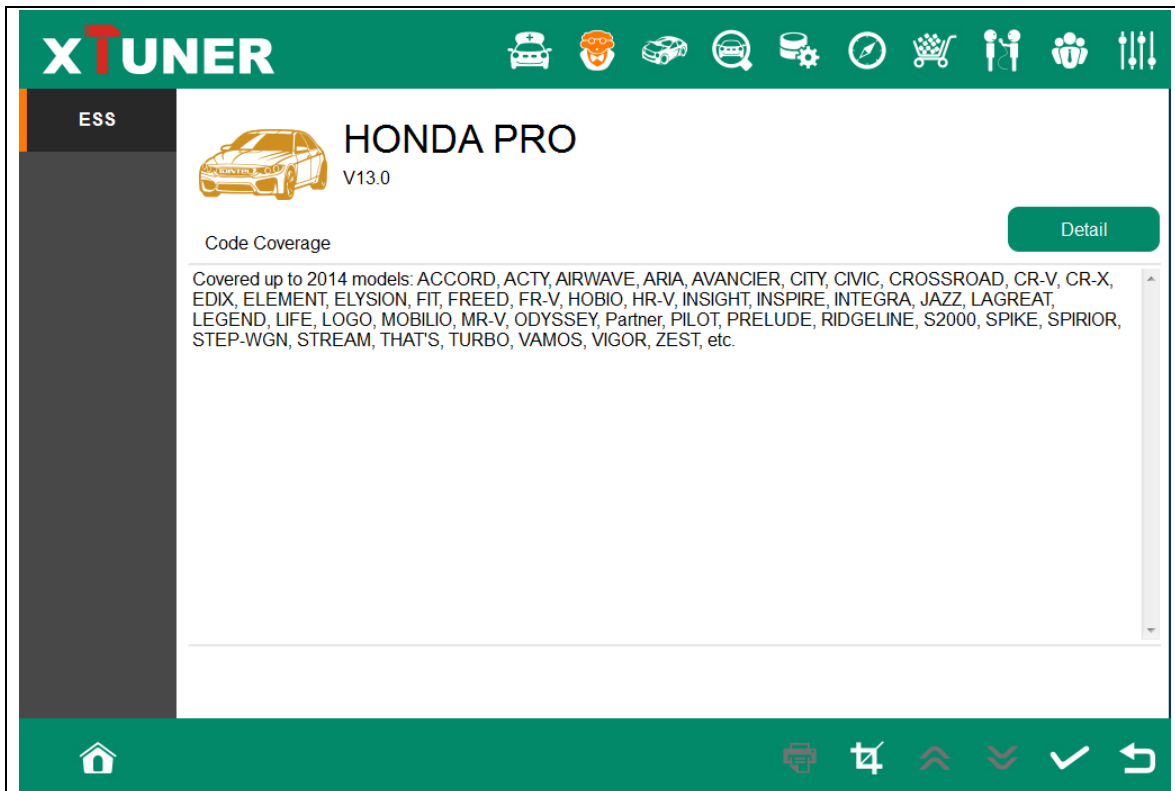 XTUNER
ESS
HONDA PRO
V13.0
Detail
Code Coverage
Covered up to 2014 models: ACCORD, ACTY, AIRWAVE, ARIA, AVANCIER, CITY, CIVIC, CROSSROAD, CR-V, CR-X,
EDIX, ELEMENT, ELYSION, FIT, FREED, FR-V, HOBIO, HR-V, INSIGHT, INSPIRE, INTEGRA, JAZZ, LAGREAT,
LEGEND, LIFE, LOGO, MOBILIO, MR-V, ODYSSEY, Partner, PILOT, PRELUDE, RIDGELINE, S2000, SPIKE, SPIRIOR,
STEP-WGN, STREAM, THAT'S, TURBO, VAMOS, VIGOR, ZEST, etc.